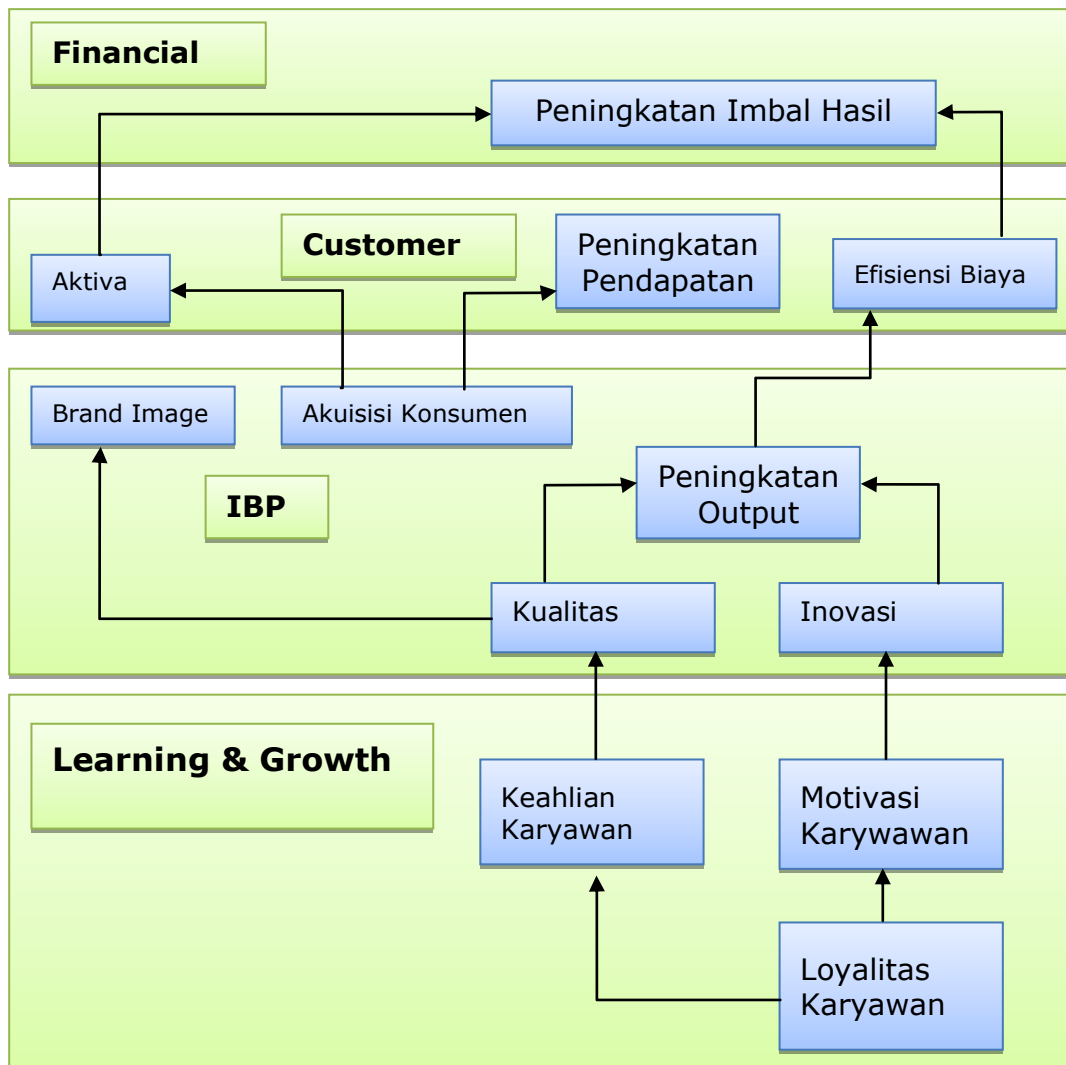 Financial
Peningkatan Imbal Hasil
Customer
Peningkatan
Pendapatan
Aktiva
Efisiensi Biaya
Brand Image
Akuisisi Konsumen
Peningkatan
Output
IBP
Kualitas
Inovasi
Learning & Growth
Keahlian
Karyawan
Motivasi
Karywawan
Loyalitas
Karyawan